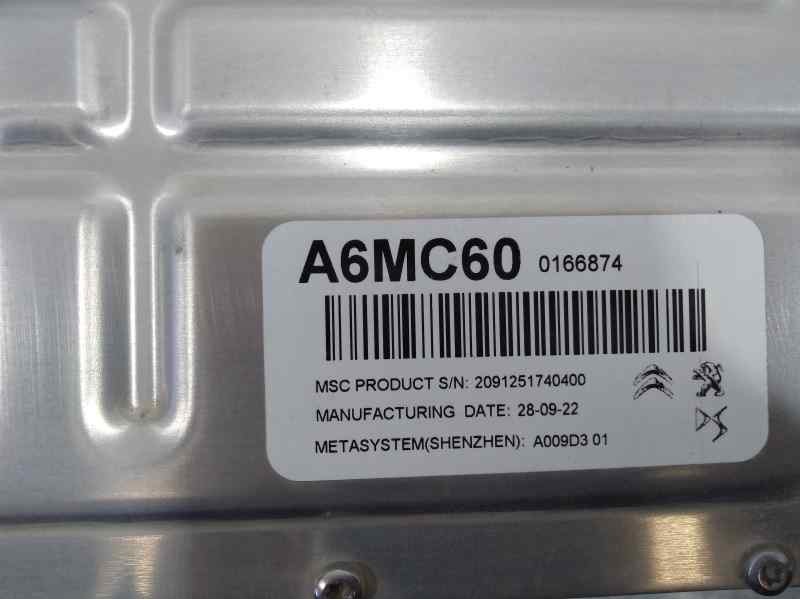 A6MC60 0166874
MSC PRODUCT S/N: 2091251740400
MANUFACTURING DATE: 28-09-22
METASYSTEM(SHENZHEN): A009D3 01